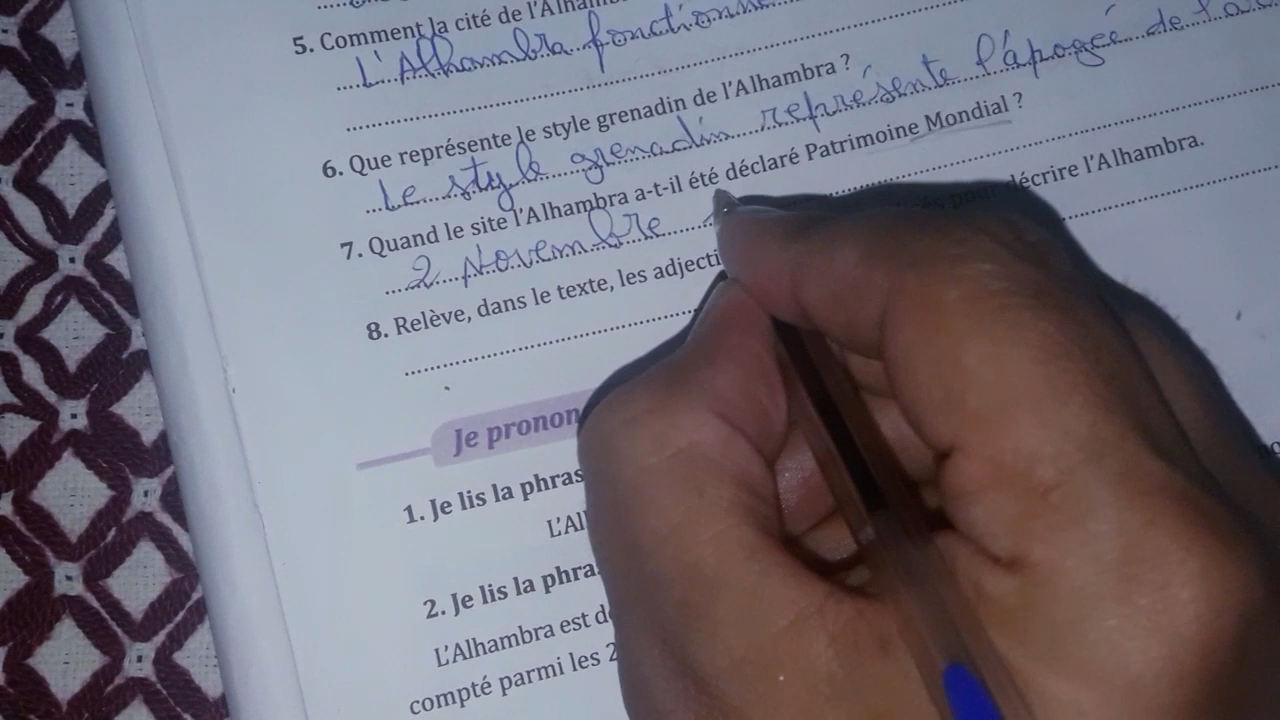 5. Comment la cité de l'Alham
L'Alhambra fonctionne
6. Que représente le style grenadin de l'Alhambra ?
Le style grenadin représente l'apogée de l'a
7. Quand le site l'Alhambra a-t-il été déclaré Patrimoine Mondial ?
2 Novembre
8. Relève, dans le texte, les adjecti décrire l'Alhambra.
Je pronon
1. Je lis la phras
L'Al
2. Je lis la phra
L'Alhambra est d
compté parmi les 2